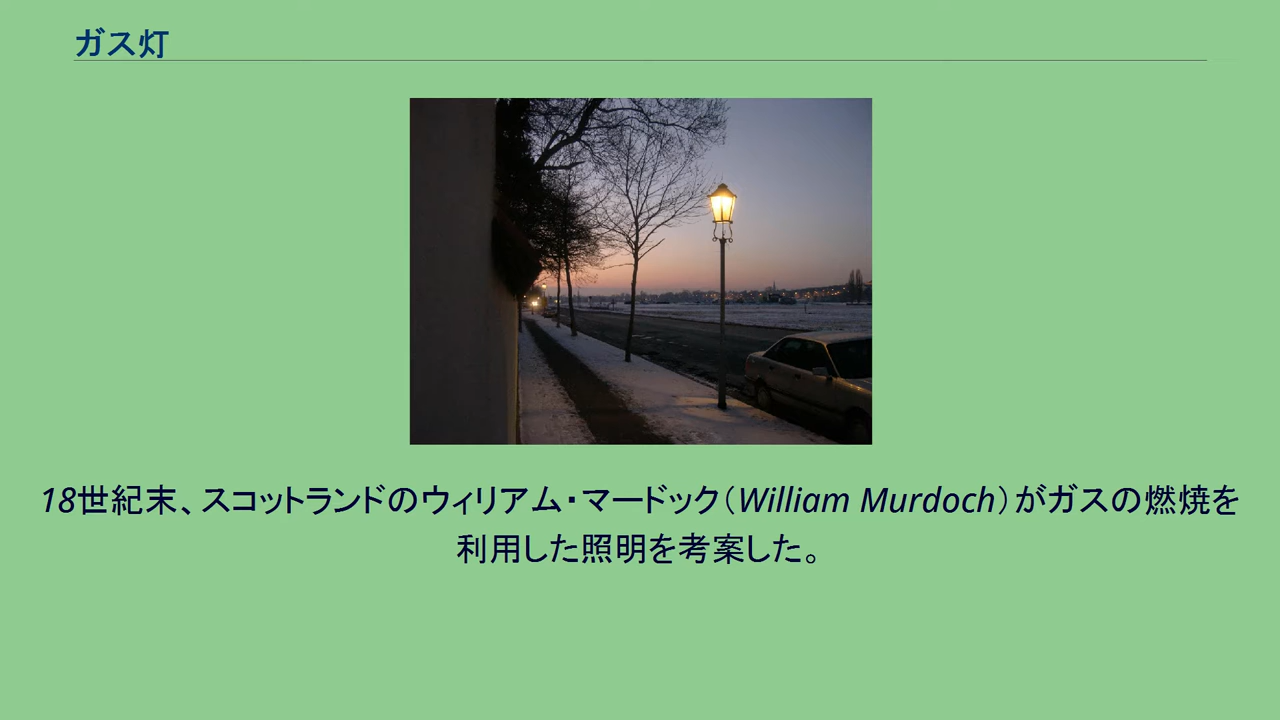 ガス灯
18世紀末、スコットランドのウィリアム・マードック（William Murdoch）がガスの燃焼を
利用した照明を考案した。